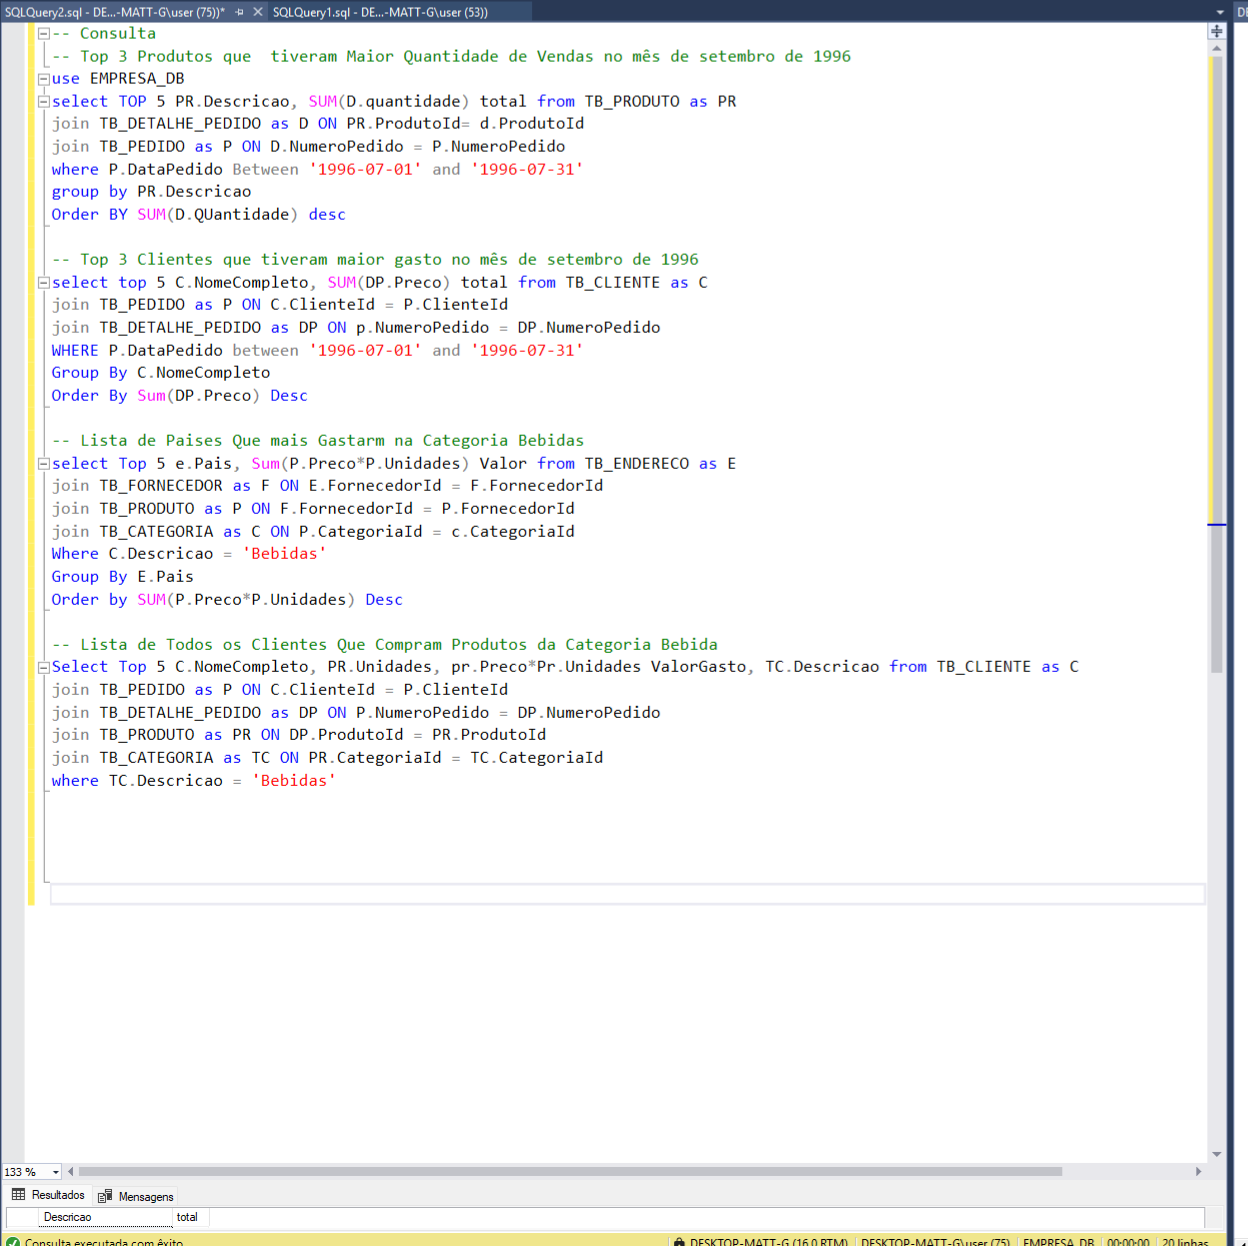 SQLQuery2.sql - DE...-MATT-G\user (75))* SQLQuery1.sql - DE...-MATT-G\user (53))
-- Consulta
-- Top 3 Produtos que  tiveram Maior Quantidade de Vendas no mês de setembro de 1996
use EMPRESA_DB
select TOP 5 PR.Descricao, SUM(D.quantidade) total from TB_PRODUTO as PR
join TB_DETALHE_PEDIDO as D ON PR.ProdutoId= d.ProdutoId
join TB_PEDIDO as P ON D.NumeroPedido = P.NumeroPedido
where P.DataPedido Between '1996-07-01' and '1996-07-31'
group by PR.Descricao
Order BY SUM(D.QUantidade) desc
-- Top 3 Clientes que tiveram maior gasto no mês de setembro de 1996
select top 5 C.NomeCompleto, SUM(DP.Preco) total from TB_CLIENTE as C
join TB_PEDIDO as P ON C.ClienteId = P.ClienteId
join TB_DETALHE_PEDIDO as DP ON p.NumeroPedido = DP.NumeroPedido
WHERE P.DataPedido between '1996-07-01' and '1996-07-31'
Group By C.NomeCompleto
Order By Sum(DP.Preco) Desc
-- Lista de Paises Que mais Gastarm na Categoria Bebidas
select Top 5 e.Pais, Sum(P.Preco*P.Unidades) Valor from TB_ENDERECO as E
join TB_FORNECEDOR as F ON E.FornecedorId = F.FornecedorId
join TB_PRODUTO as P ON F.FornecedorId = P.FornecedorId
join TB_CATEGORIA as C ON P.CategoriaId = c.CategoriaId
Where C.Descricao = 'Bebidas'
Group By E.Pais
Order by SUM(P.Preco*P.Unidades) Desc
-- Lista de Todos os Clientes Que Compram Produtos da Categoria Bebida
Select Top 5 C.NomeCompleto, PR.Unidades, pr.Preco*Pr.Unidades ValorGasto, TC.Descricao from TB_CLIENTE as C
join TB_PEDIDO as P ON C.ClienteId = P.ClienteId
join TB_DETALHE_PEDIDO as DP ON P.NumeroPedido = DP.NumeroPedido
join TB_PRODUTO as PR ON DP.ProdutoId = PR.ProdutoId
join TB_CATEGORIA as TC ON PR.CategoriaId = TC.CategoriaId
where TC.Descricao = 'Bebidas'
133 %
Resultados Mensagens
Descricao total
Consulta executada com êxito DESKTOP-MATT-G (16.0 RTM) DESKTOP-MATT-G\user (75) EMPRESA_DB 00:00:00 20 linhas